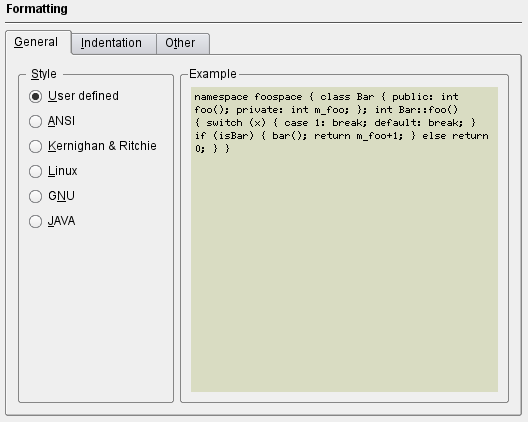 Formatting
General
Indentation
Other
Style
User defined
ANSI
Kernighan & Ritchie
Linux
GNU
JAVA
Example
namespace foospace { class Bar { public: int
foo(); private: int m_foo; }; int Bar::foo()
{ switch (x) { case 1: break; default: break; }
if (isBar) { bar(); return m_foo+1; } else return
0; } }